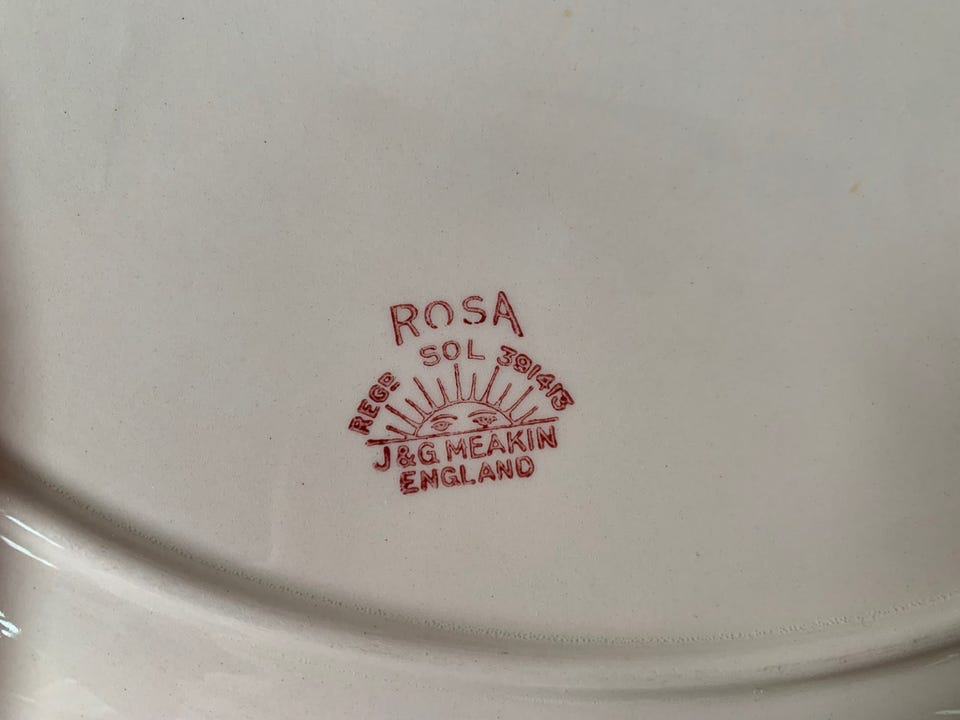 ROSA
SOL
REGD 391413
J&G MEAKIN
ENGLAND